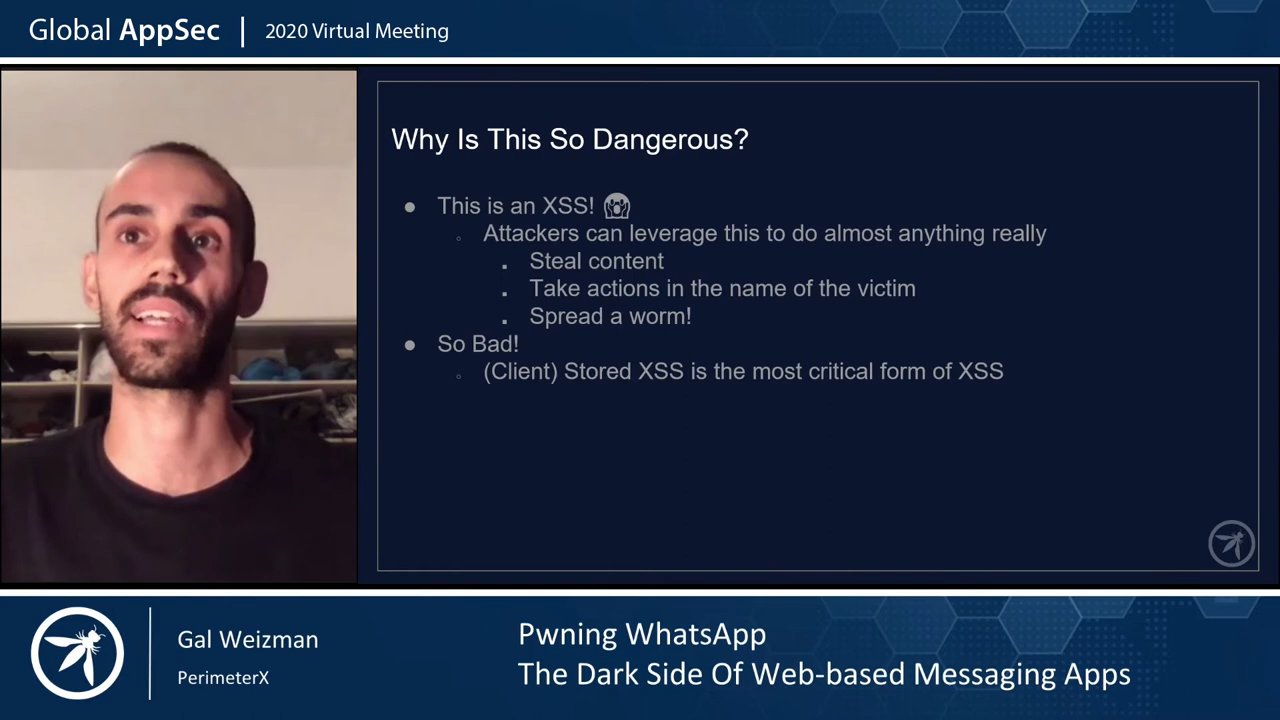 Global AppSec | 2020 Virtual Meeting
Why Is This So Dangerous?
● This is an XSS! 😱
○ Attackers can leverage this to do almost anything really
■ Steal content
■ Take actions in the name of the victim
■ Spread a worm!
● So Bad!
○ (Client) Stored XSS is the most critical form of XSS
Gal Weizman
PerimeterX
Pwning WhatsApp
The Dark Side Of Web-based Messaging Apps